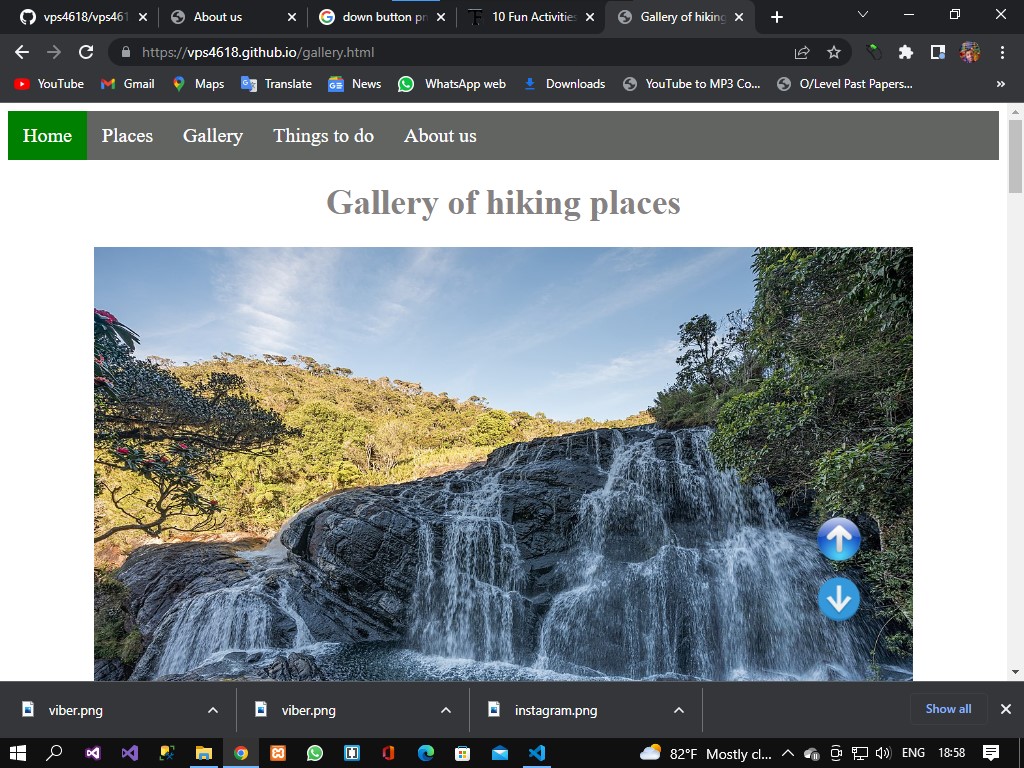 vps4618/vps461
About us
down button pn
10 Fun Activities
Gallery of hiking
https://vps4618.github.io/gallery.html
YouTube
Gmail
Maps
Translate
News
WhatsApp web
Downloads
YouTube to MP3 Co...
O/Level Past Papers...
»
Home
Places
Gallery
Things to do
About us
Gallery of hiking places
viber.png
viber.png
instagram.png
Show all
82°F Mostly cl...
ENG
18:58